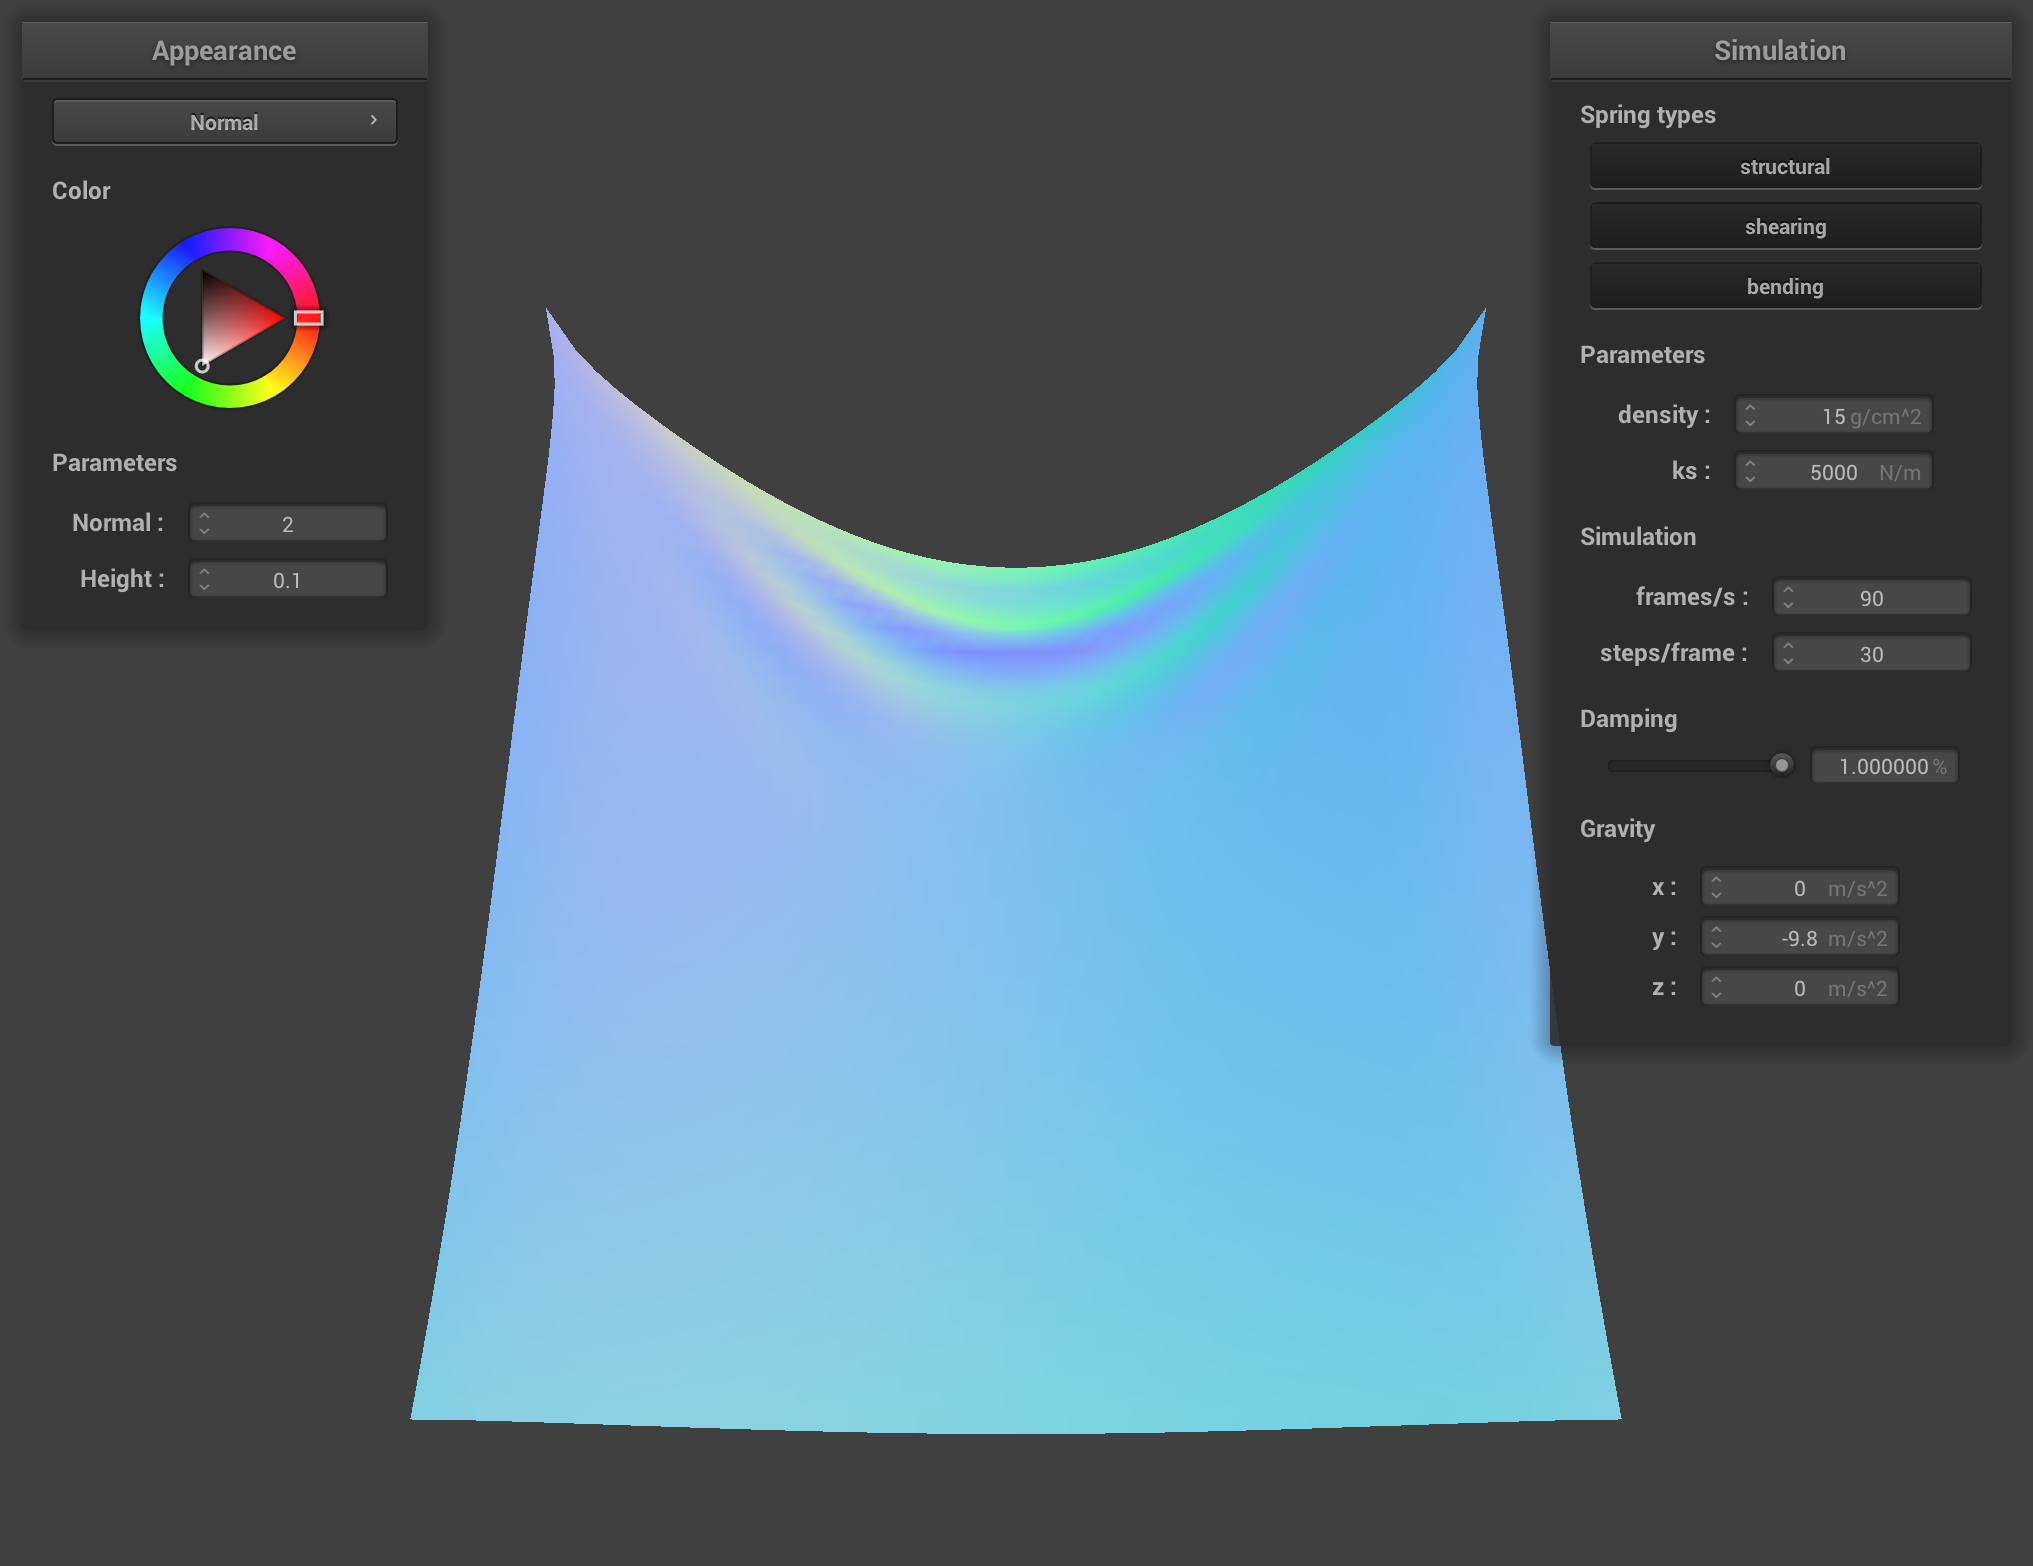 Appearance
Normal
Color
Parameters
Normal : 2
Height : 0.1
Simulation
Spring types
structural
shearing
bending
Parameters
density : 15 g/cm^2
ks : 5000 N/m
Simulation
frames/s : 90
steps/frame : 30
Damping
1.000000 %
Gravity
x : 0 m/s^2
y : -9.8 m/s^2
z : 0 m/s^2